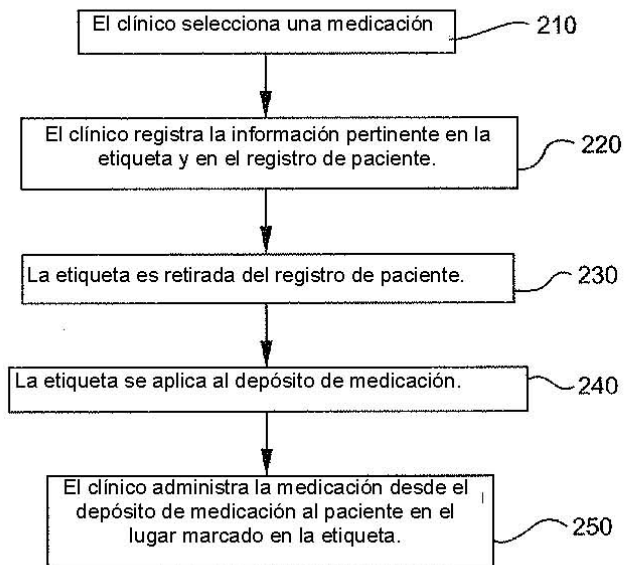 El clínico selecciona una medicación
210
El clínico registra la información pertinente en la
etiqueta y en el registro de paciente.
220
La etiqueta es retirada del registro de paciente.
230
La etiqueta se aplica al depósito de medicación.
240
El clínico administra la medicación desde el
depósito de medicación al paciente en el
lugar marcado en la etiqueta.
250